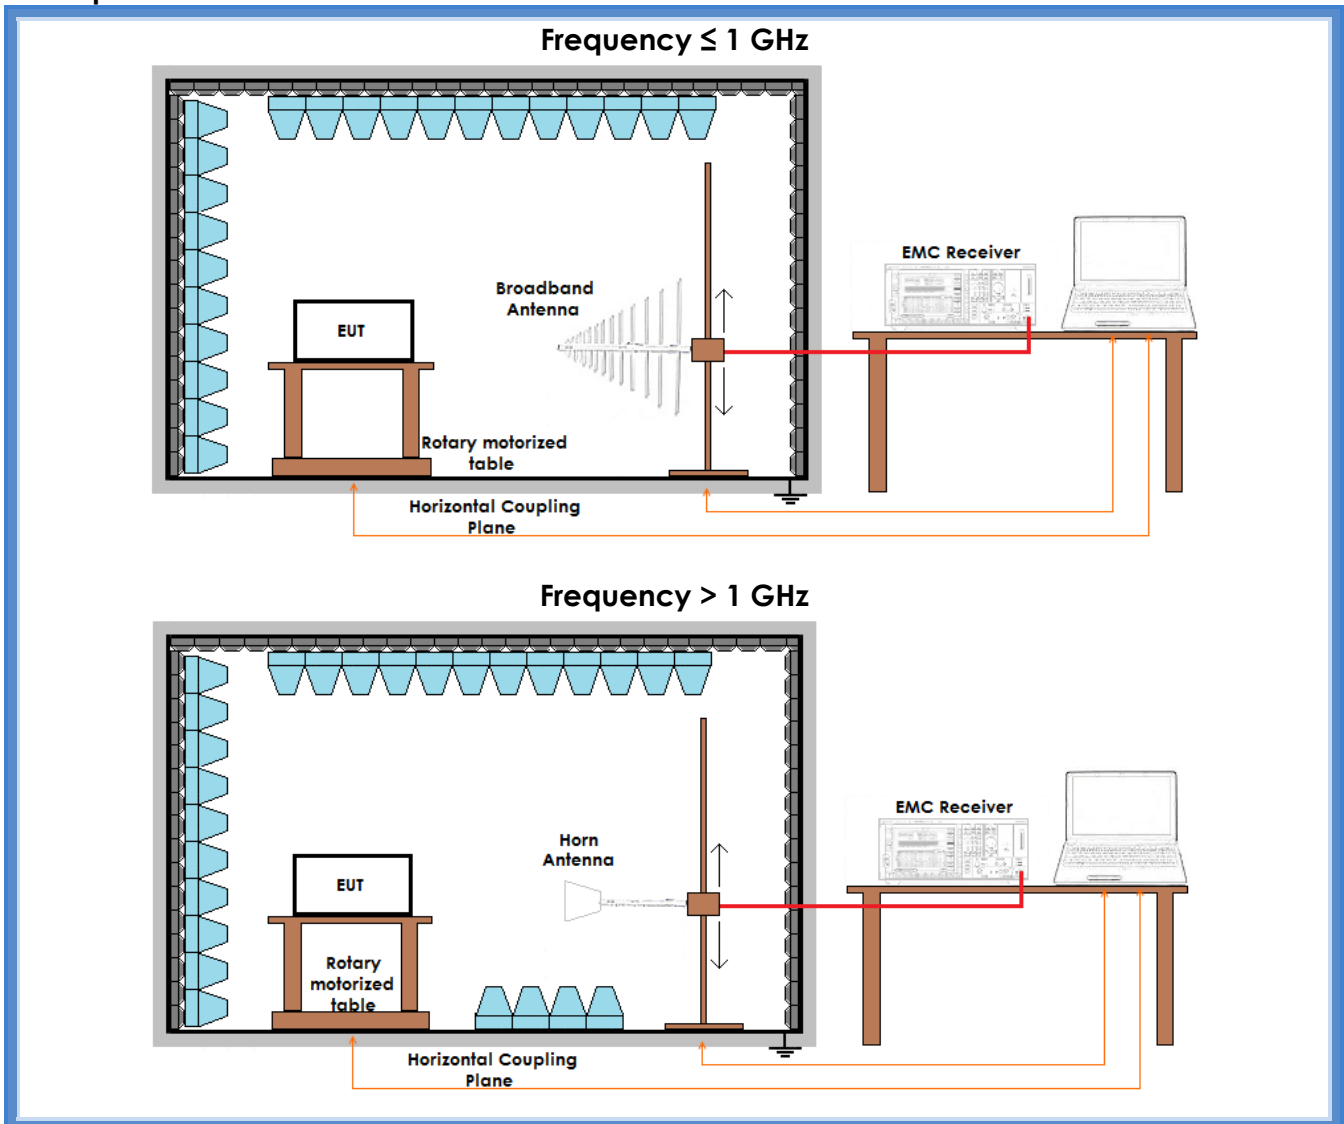 Frequency ≤ 1 GHz
EMC Receiver
Broadband
Antenna
EUT
Rotary motorized
table
Horizontal Coupling
Plane
Frequency > 1 GHz
EMC Receiver
Horn
Antenna
EUT
Rotary
motorized
table
Horizontal Coupling
Plane